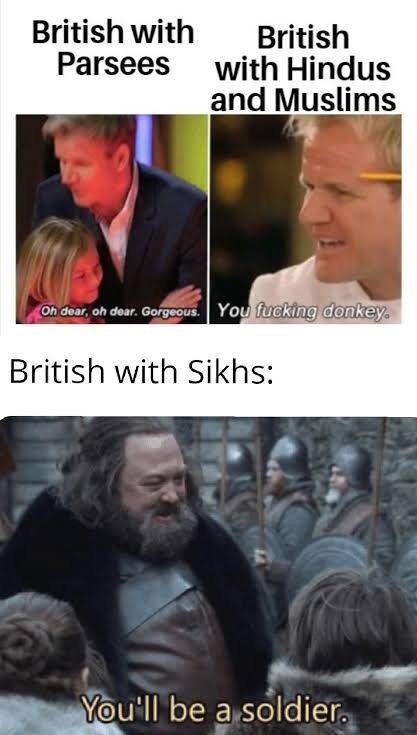 British with
Parsees
British
with Hindus
and Muslims
Oh dear, oh dear. Gorgeous.
You fucking donkey.
British with Sikhs:
You'll be a soldier.